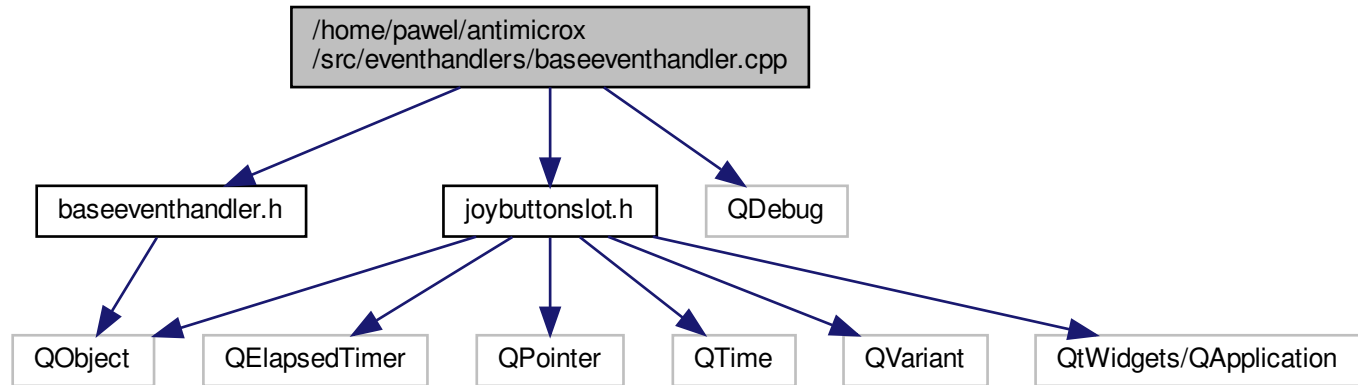 /home/pawel/antimicrox
/src/eventhandlers/baseeventhandler.cpp
baseeventhandler.h
joybuttonslot.h
QDebug
QObject
QElapsedTimer
QPointer
QTime
QVariant
QtWidgets/QApplication